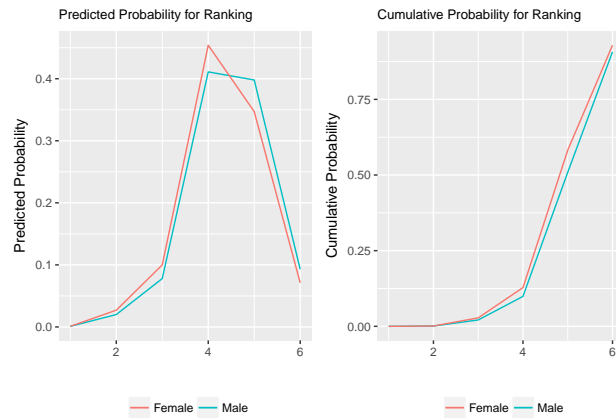 Predicted Probability for Ranking
Predicted Probability
0.4
0.3
0.2
0.1
0.0
2 4 6
Female Male
Cumulative Probability for Ranking
Cumulative Probability
0.75
0.50
0.25
0.00
2 4 6
Female Male